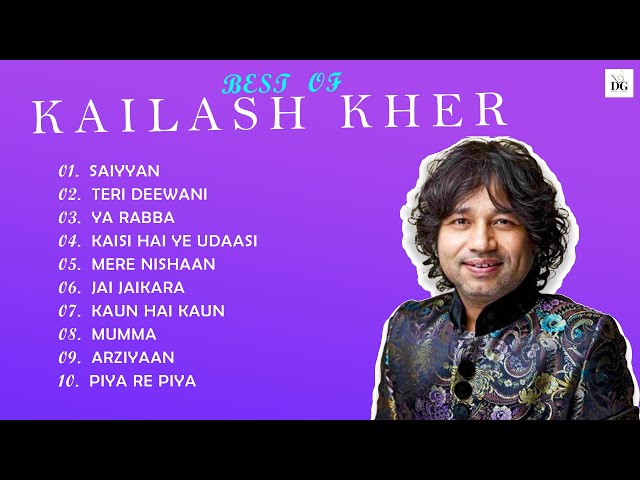 BEST OF
KAILASH KHER
DG
01. SAIYYAN
02. TERI DEEWANI
03. YA RABBA
04. KAISI HAI YE UDAASI
05. MERE NISHAAN
06. JAI JAIKARA
07. KAUN HAI KAUN
08. MUMMA
09. ARZIYAAN
10. PIYA RE PIYA